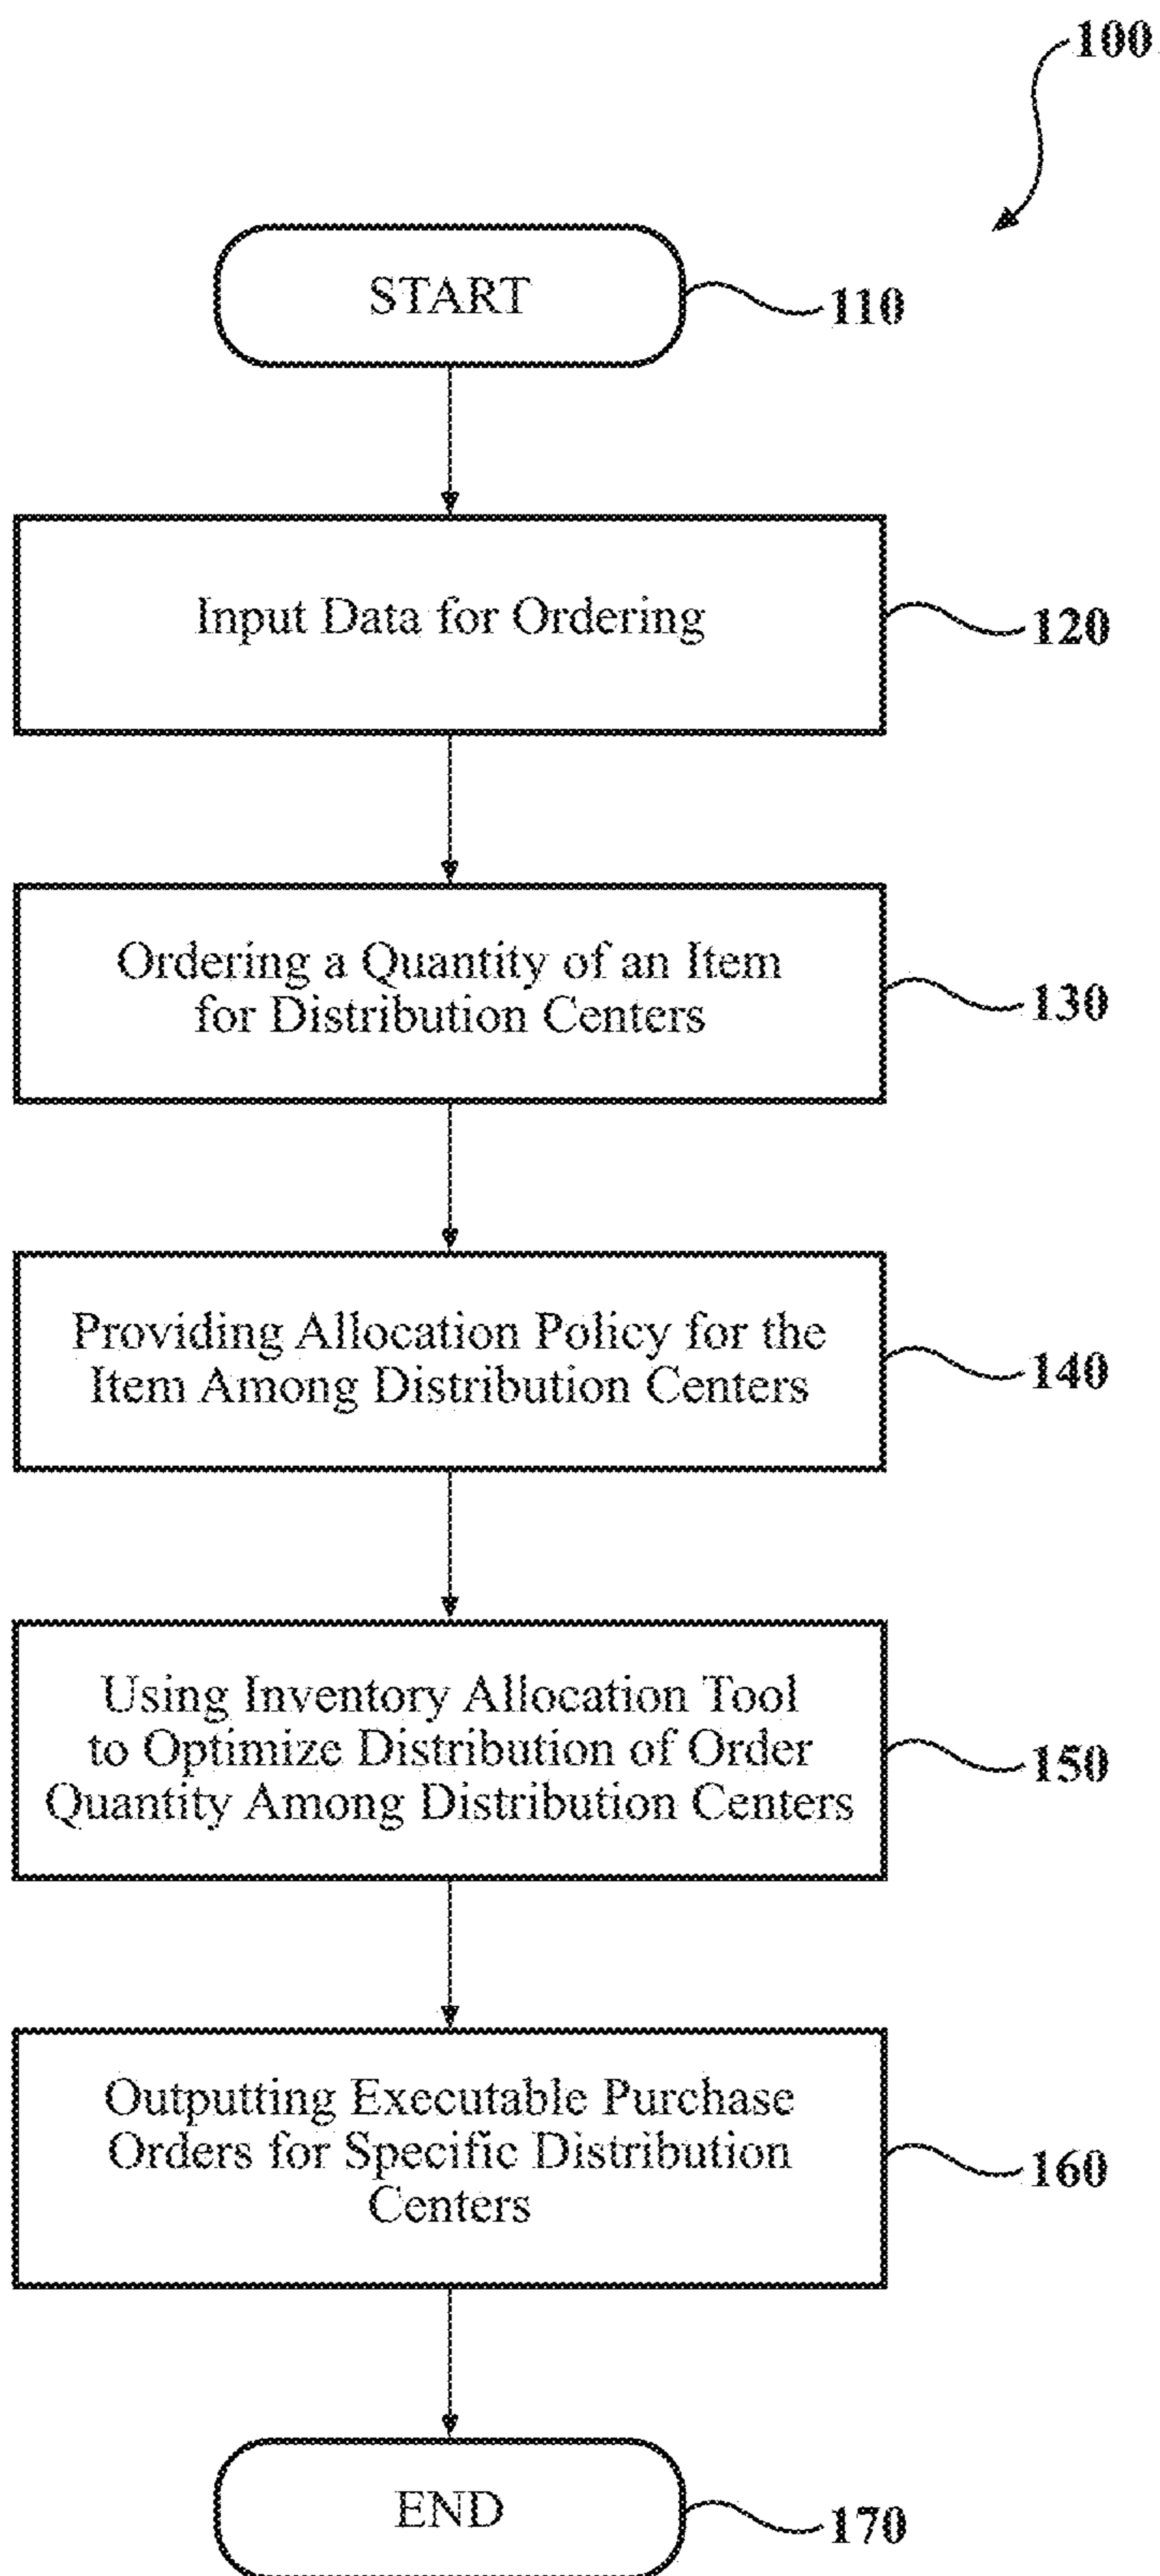 100
START
110
Input Data for Ordering
120
Ordering a Quantity of an Item
for Distribution Centers
130
Providing Allocation Policy for the
Item Among Distribution Centers
140
Using Inventory Allocation Tool
to Optimize Distribution of Order
Quantity Among Distribution Centers
150
Outputting Executable Purchase
Orders for Specific Distribution
Centers
160
END
170